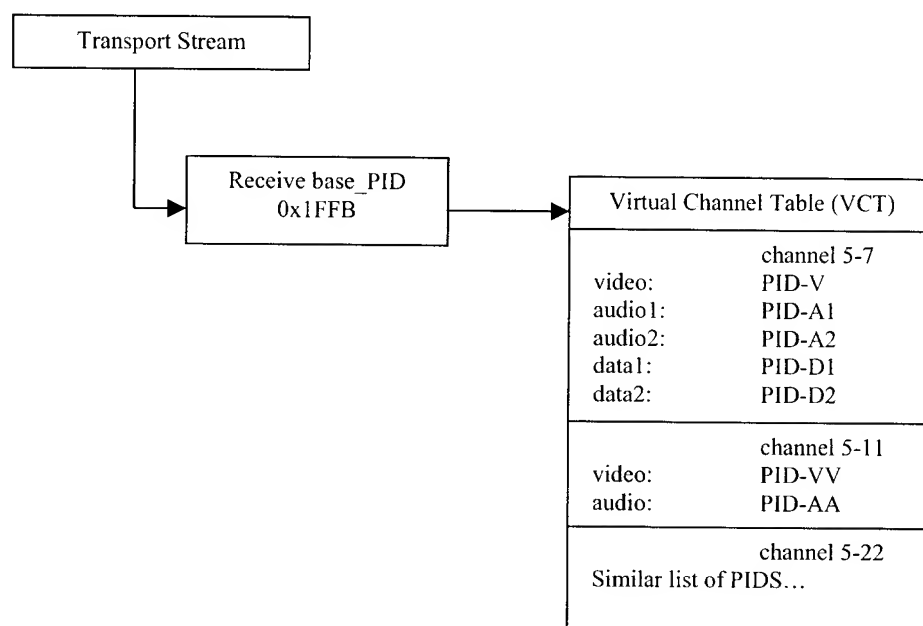 Transport Stream
Receive base_PID
0x1FFB
Virtual Channel Table (VCT)
channel 5-7
video: PID-V
audio1: PID-A1
audio2: PID-A2
data1: PID-D1
data2: PID-D2
channel 5-11
video: PID-VV
audio: PID-AA
channel 5-22
Similar list of PIDS...